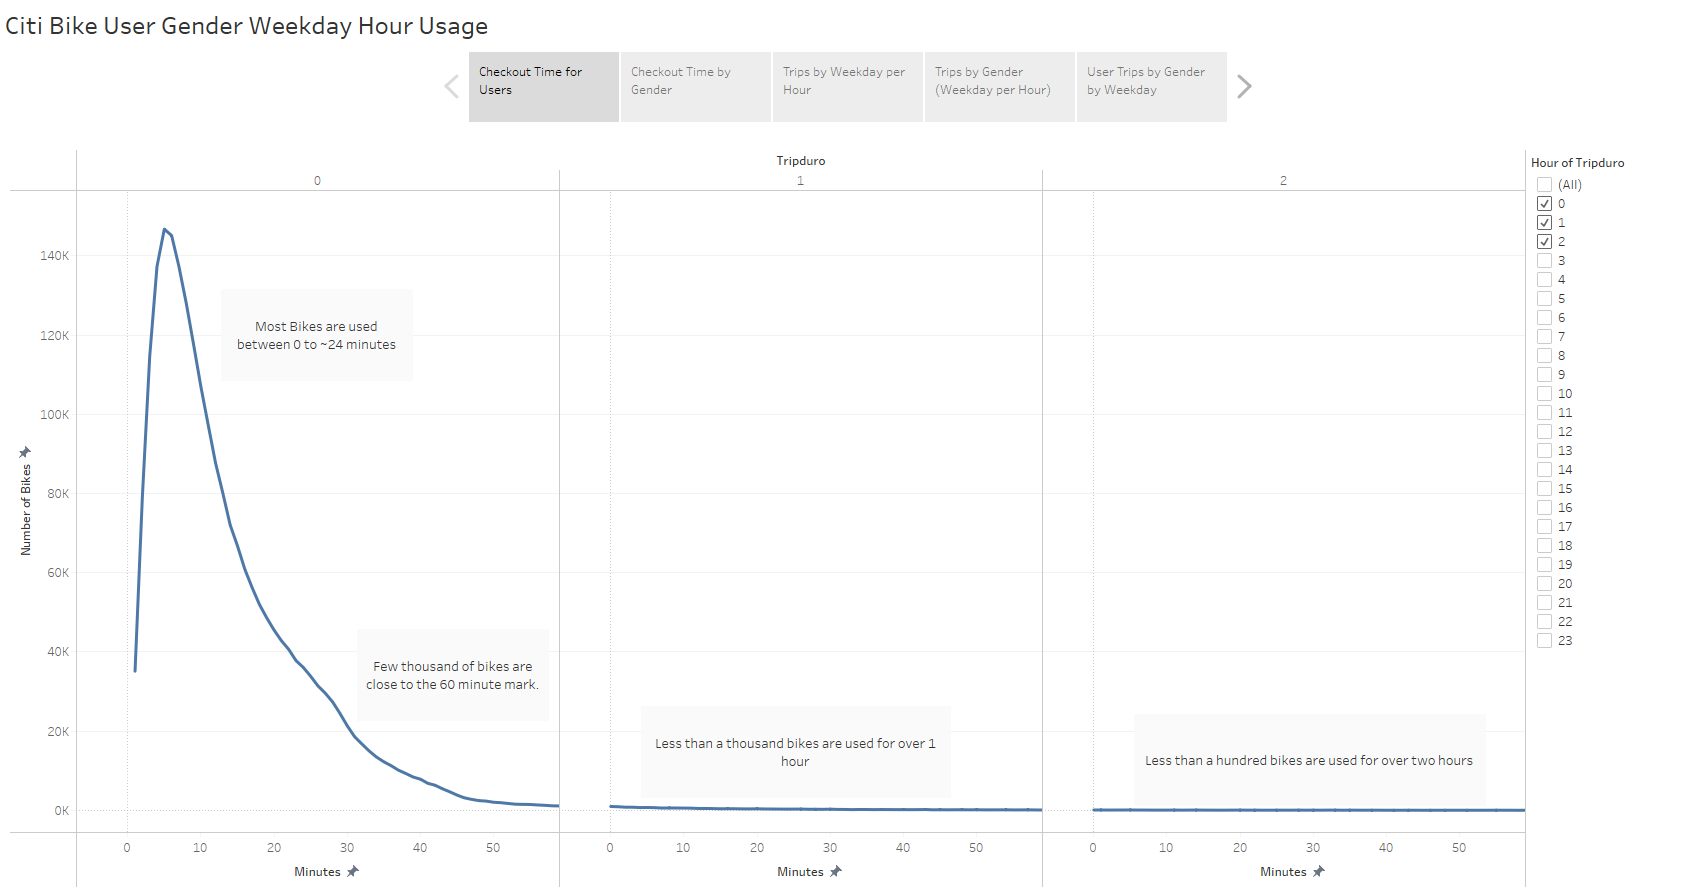 Citi Bike User Gender Weekday Hour Usage
Checkout Time for
Users
Checkout Time by
Gender
Trips by Weekday per
Hour
Trips by Gender
(Weekday per Hour)
User Trips by Gender
by Weekday
Tripduro
0
1
2
140K
120K
100K
80K
60K
40K
20K
0K
Number of Bikes
Most Bikes are used
between 0 to ~24 minutes
Few thousand of bikes are
close to the 60 minute mark.
Less than a thousand bikes are used for over 1
hour
Less than a hundred bikes are used for over two hours
0 10 20 30 40 50
0 10 20 30 40 50
0 10 20 30 40 50
Minutes
Minutes
Minutes
Hour of Tripduro
(All)
0
1
2
3
4
5
6
7
8
9
10
11
12
13
14
15
16
17
18
19
20
21
22
23